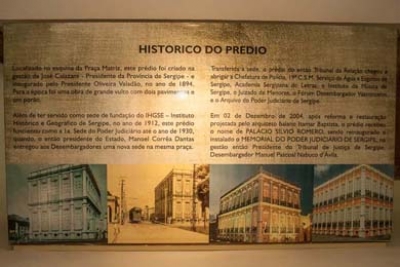 HISTORICO DO PREDIO
Localizado na esquina da Praça Matriz, este prédio foi criado na
gestão de José Calazans - Presidente da Província de Sergipe - e
inaugurado pelo Presidente Oliveira Valadão, no ano de 1894.
Para a época foi uma obra de grande vulto com dois pavimentos e
um porão.
Além de ter servido como sede de fundação do IHGSE - Instituto
Histórico e Geográfico de Sergipe, no ano de 1912, este prédio
funcionou como a 1a. Sede do Poder Judiciário até o ano de 1930,
quando, o então presidente do Estado, Manoel Corrêa Dantas
entregou aos Desembargadores uma nova sede na mesma praça.
Transferida a sede, o prédio do então Tribunal da Relação chegou a
abrigar a Chefatura de Polícia, 19ª C.S.M, Serviço de Água e Esgotos de
Sergipe, Academia Sergipana de Letras, o Instituto de Música de
Sergipe, o Juizado de Menores, o Fórum Desembargador
e o Arquivo do Poder Judiciário de Sergipe.
Em 02 de Dezembro de 2004, após reforma e restauração
projetada pelo arquiteto baiano Itamar Baptista, o prédio recebeu
o nome de PALÁCIO SÍLVIO ROMERO, sendo reinaugurado e
instalado o MEMORIAL DO PODER JUDICIÁRIO DE SERGIPE, na
gestão então Presidente do Tribunal de Justiça de Sergipe,
Desembargador Manuel Pascoal Nabuco d'Ávila.